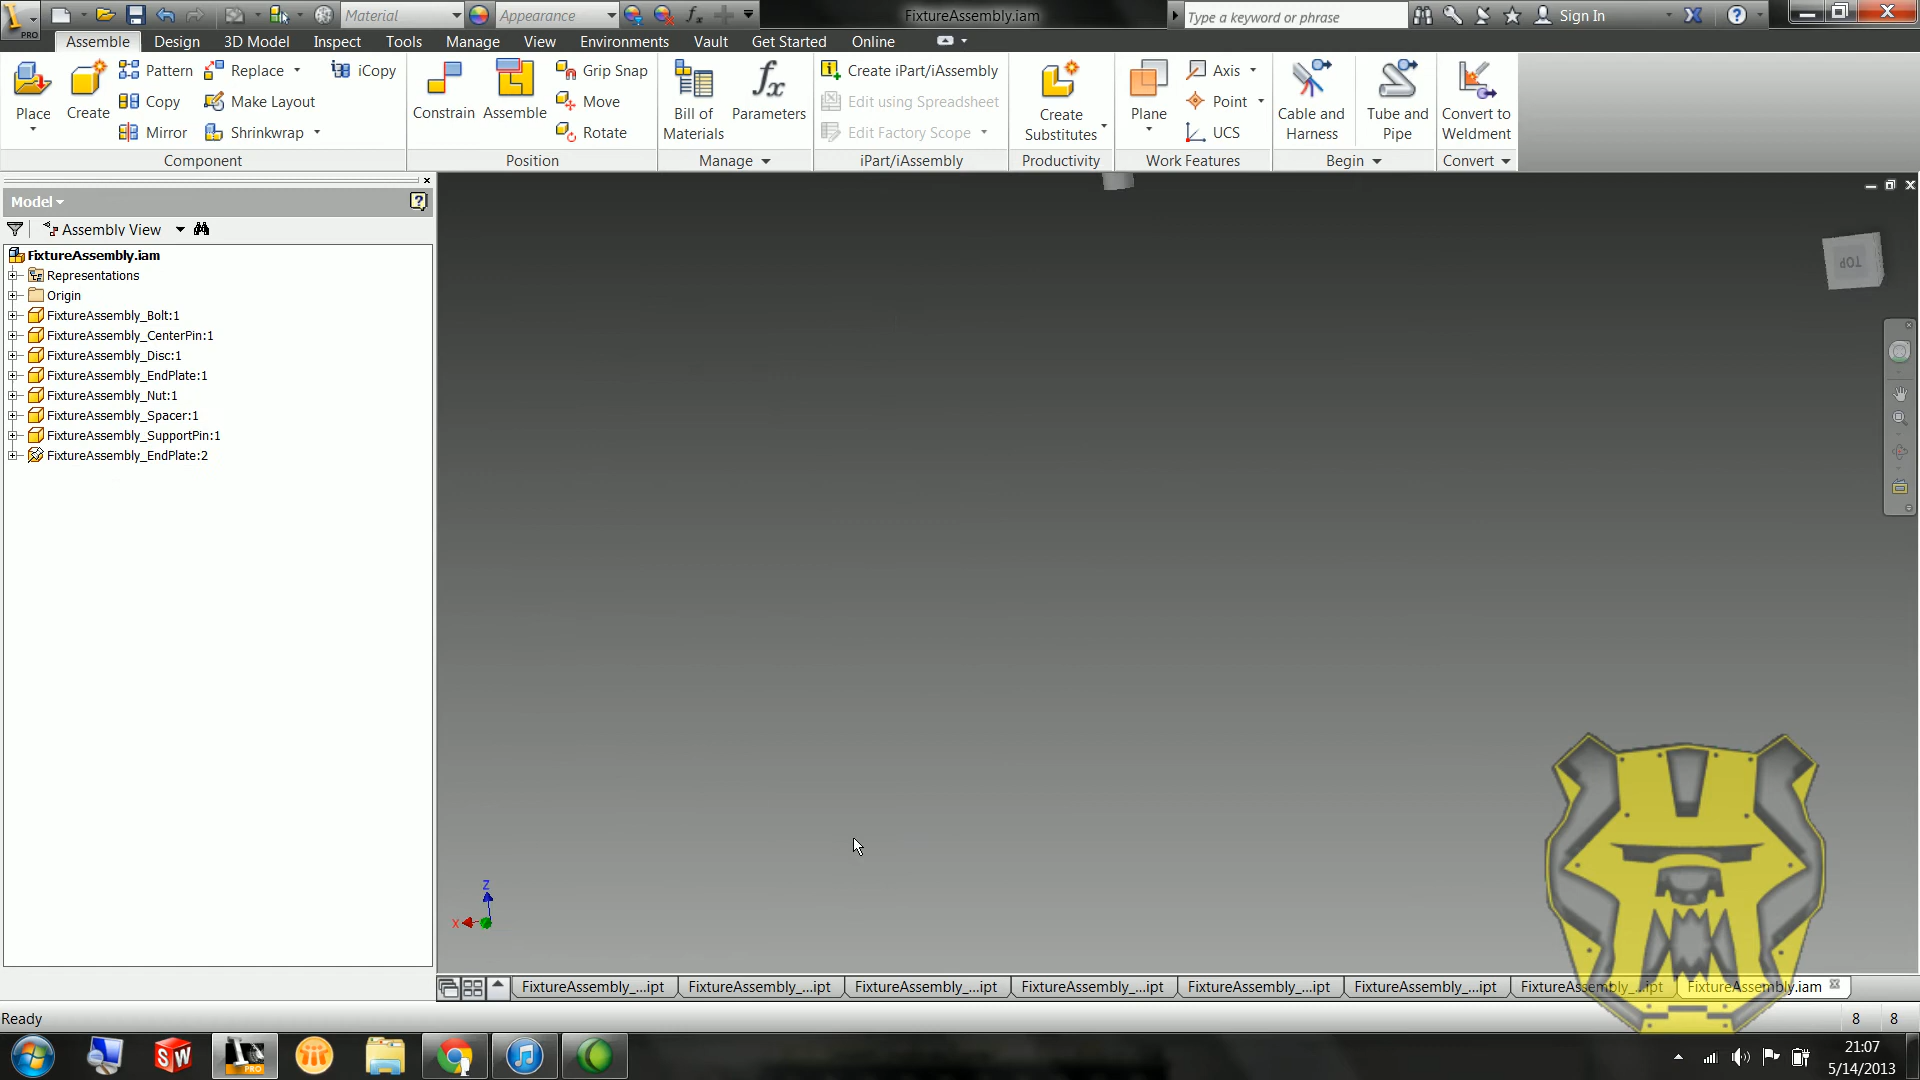 PRO
Material
Appearance
FixtureAssembly.iam
Type a keyword or phrase
Sign In
Assemble
Design
3D Model
Inspect
Tools
Manage
View
Environments
Vault
Get Started
Online
Place
Create
Pattern
Copy
Mirror
Replace
Make Layout
Shrinkwrap
iCopy
Component
Constrain
Assemble
Grip Snap
Move
Rotate
Position
Bill of
Materials
Parameters
Manage
Create iPart/iAssembly
Edit using Spreadsheet
Edit Factory Scope
iPart/iAssembly
Create
Substitutes
Productivity
Plane
Axis
Point
UCS
Work Features
Cable and
Harness
Tube and
Pipe
Begin
Convert to
Weldment
Convert
Model
Assembly View
FixtureAssembly.iam
Representations
Origin
FixtureAssembly_Bolt:1
FixtureAssembly_CenterPin:1
FixtureAssembly_Disc:1
FixtureAssembly_EndPlate:1
FixtureAssembly_Nut:1
FixtureAssembly_Spacer:1
FixtureAssembly_SupportPin:1
FixtureAssembly_EndPlate:2
TOP
Z
X
FixtureAssembly_...ipt
FixtureAssembly_...ipt
FixtureAssembly_...ipt
FixtureAssembly_...ipt
FixtureAssembly_...ipt
FixtureAssembly_...ipt
FixtureAssembly_...ipt
FixtureAssembly.iam
Ready
8 8
SW
PRO
21:07
5/14/2013